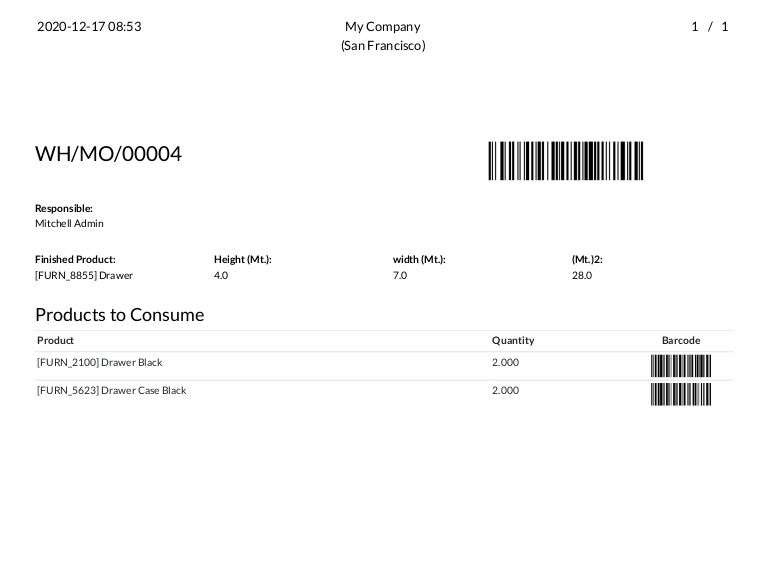 2020-12-17 08:53 My Company 1 / 1
(San Francisco)
WH/MO/00004
Responsible:
Mitchell Admin
Finished Product: Height (Mt.): width (Mt.): (Mt.)2:
[FURN_8855] Drawer 4.0 7.0 28.0
Products to Consume
Product Quantity Barcode
[FURN_2100] Drawer Black 2.000
[FURN_5623] Drawer Case Black 2.000